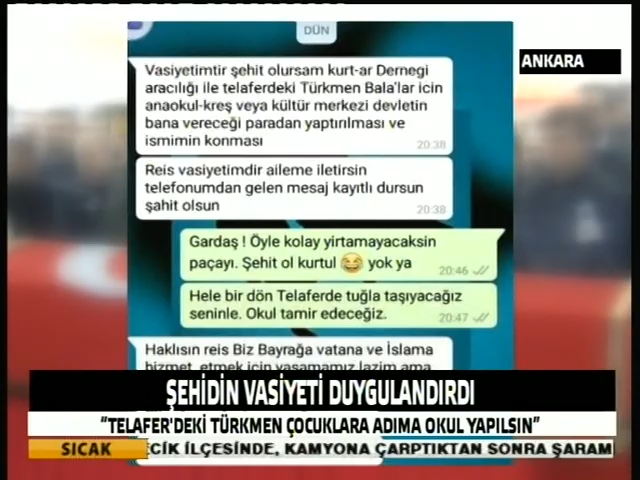 DÜN
ANKARA
Vasiyetimtir şehit olursam kurt-ar Dernegi
aracılığı ile telaferdeki Türkmen Bala'lar icin
anaokul-kreş veya kültür merkezi devletin
bana vereceği paradan yaptırılması ve
ismimin konması
20:38
Reis vasiyetimdir aileme iletirsin
telefonumdan gelen mesaj kayıtlı dursun
şahit olsun
20:38
Gardaş ! Öyle kolay yirtamayacaksin
paçayı. Şehit ol kurtul 😂 yok ya
20:46
Hele bir dön Telaferde tuğla taşıyacağız
seninle. Okul tamir edeceğiz.
20:47
Haklısın reis Biz Bayrağa vatana ve İslama
hizmet etmek için yaşamamız lazim ama
ŞEHİDİN VASİYETİ DUYGULANDIRDI
"TELAFER'DEKİ TÜRKMEN ÇOCUKLARA ADIMA OKUL YAPILSIN"
SICAK
ECİK İLÇESİNDE, KAMYONA ÇARPTIKTAN SONRA ŞARAM